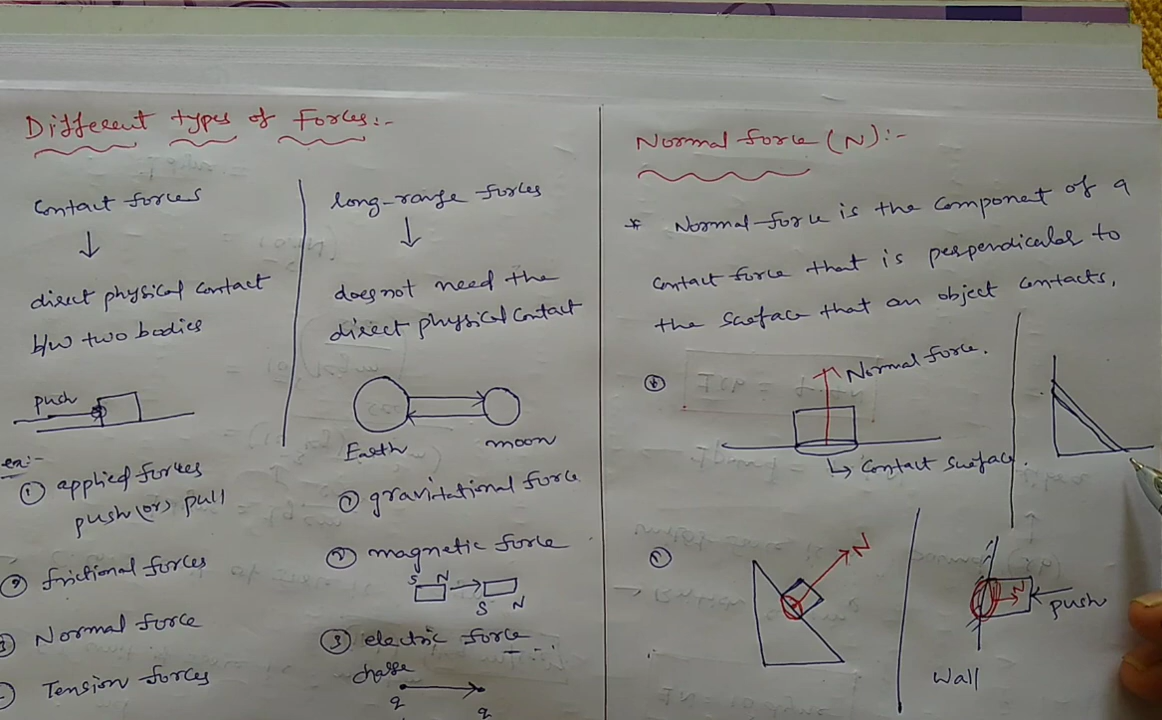 Different types of Forces:-
Contact forces
direct physical contact
b/w two bodies
push
ex:-
① applied forces
push (or) pull
② frictional forces
③ Normal force
Tension forces
long-range forces
does not need the
direct physical contact
Earth
moon
① gravitational force
② magnetic force
S N
S N
③ electric force
charge
q q
Normal force (N):-
* Normal force is the componet of a
contact force that is perpendicular to
the surface that an object contacts,
Normal force.
Contact surface.
N
N
push
Wall